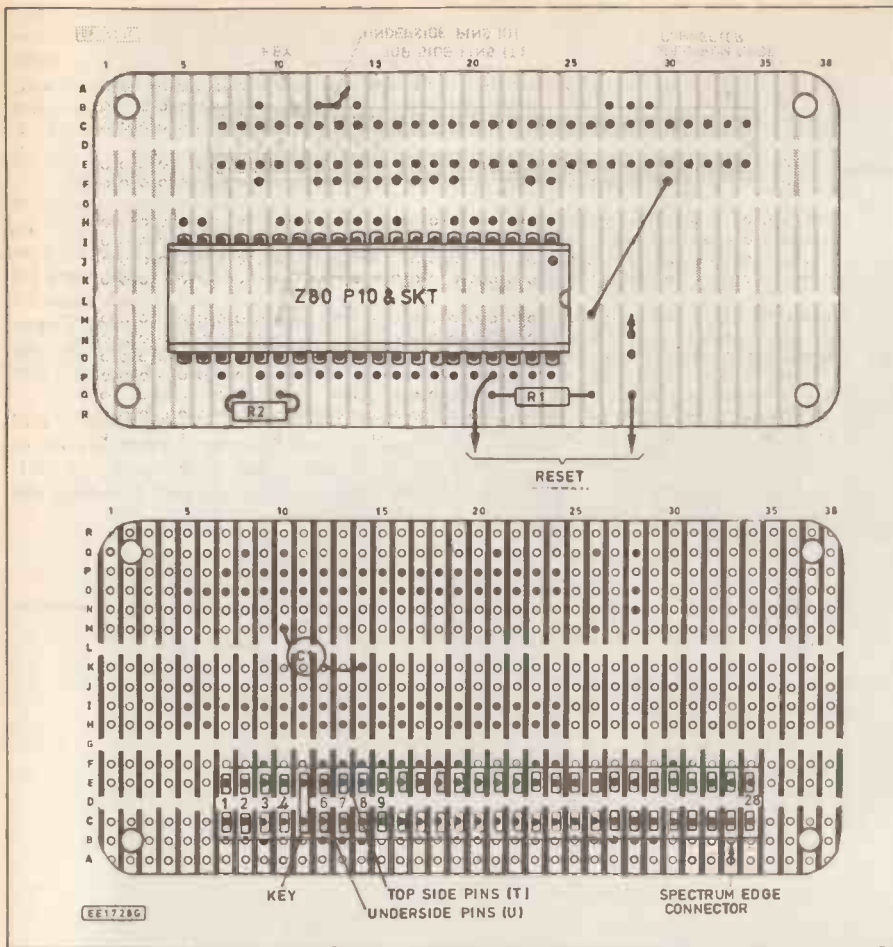 1 5 10 15 20 25 30 35 38
A
B
C
D
E
F
G
H
I
J
K
L
M
N
O
P
Q
R
Z80 P10 & SKT
R2
R1
RESET
1 5 10 15 20 25 30 35 38
R
Q
P
O
N
M
L
K
J
I
H
G
F
E
D
C
B
A
1 2 3 4 6 7 8 9 28
KEY
TOP SIDE PINS (T)
UNDERSIDE PINS (U)
SPECTRUM EDGE
CONNECTOR
EE1728G